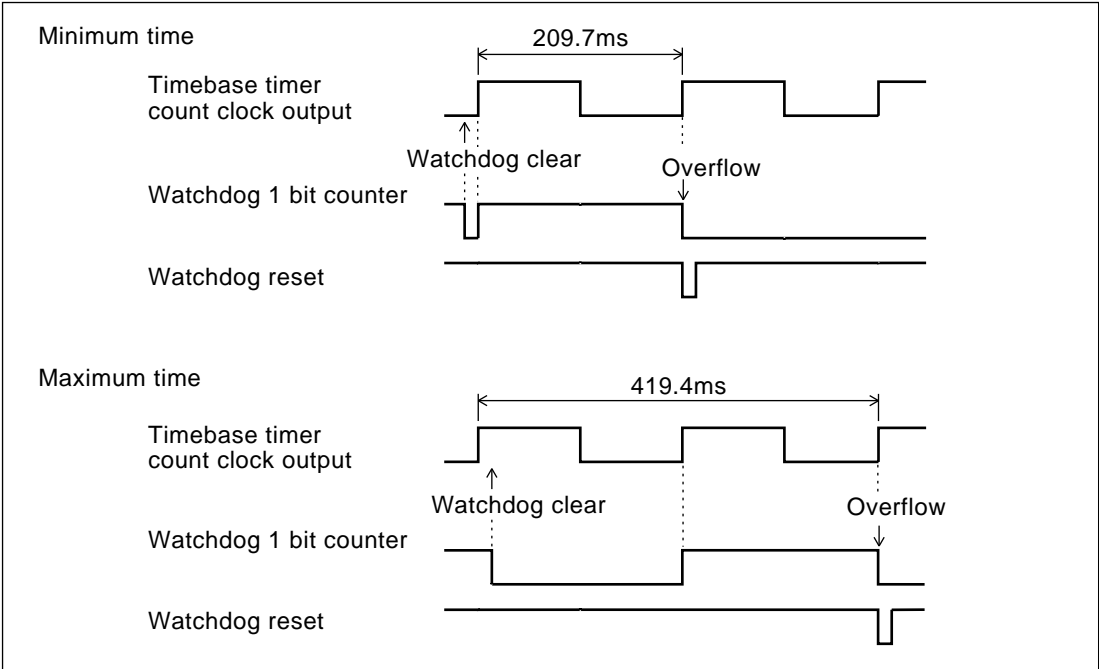 Minimum time
209.7ms
Timebase timer
count clock output
Watchdog clear
Overflow
Watchdog 1 bit counter
Watchdog reset
Maximum time
419.4ms
Timebase timer
count clock output
Watchdog clear
Overflow
Watchdog 1 bit counter
Watchdog reset